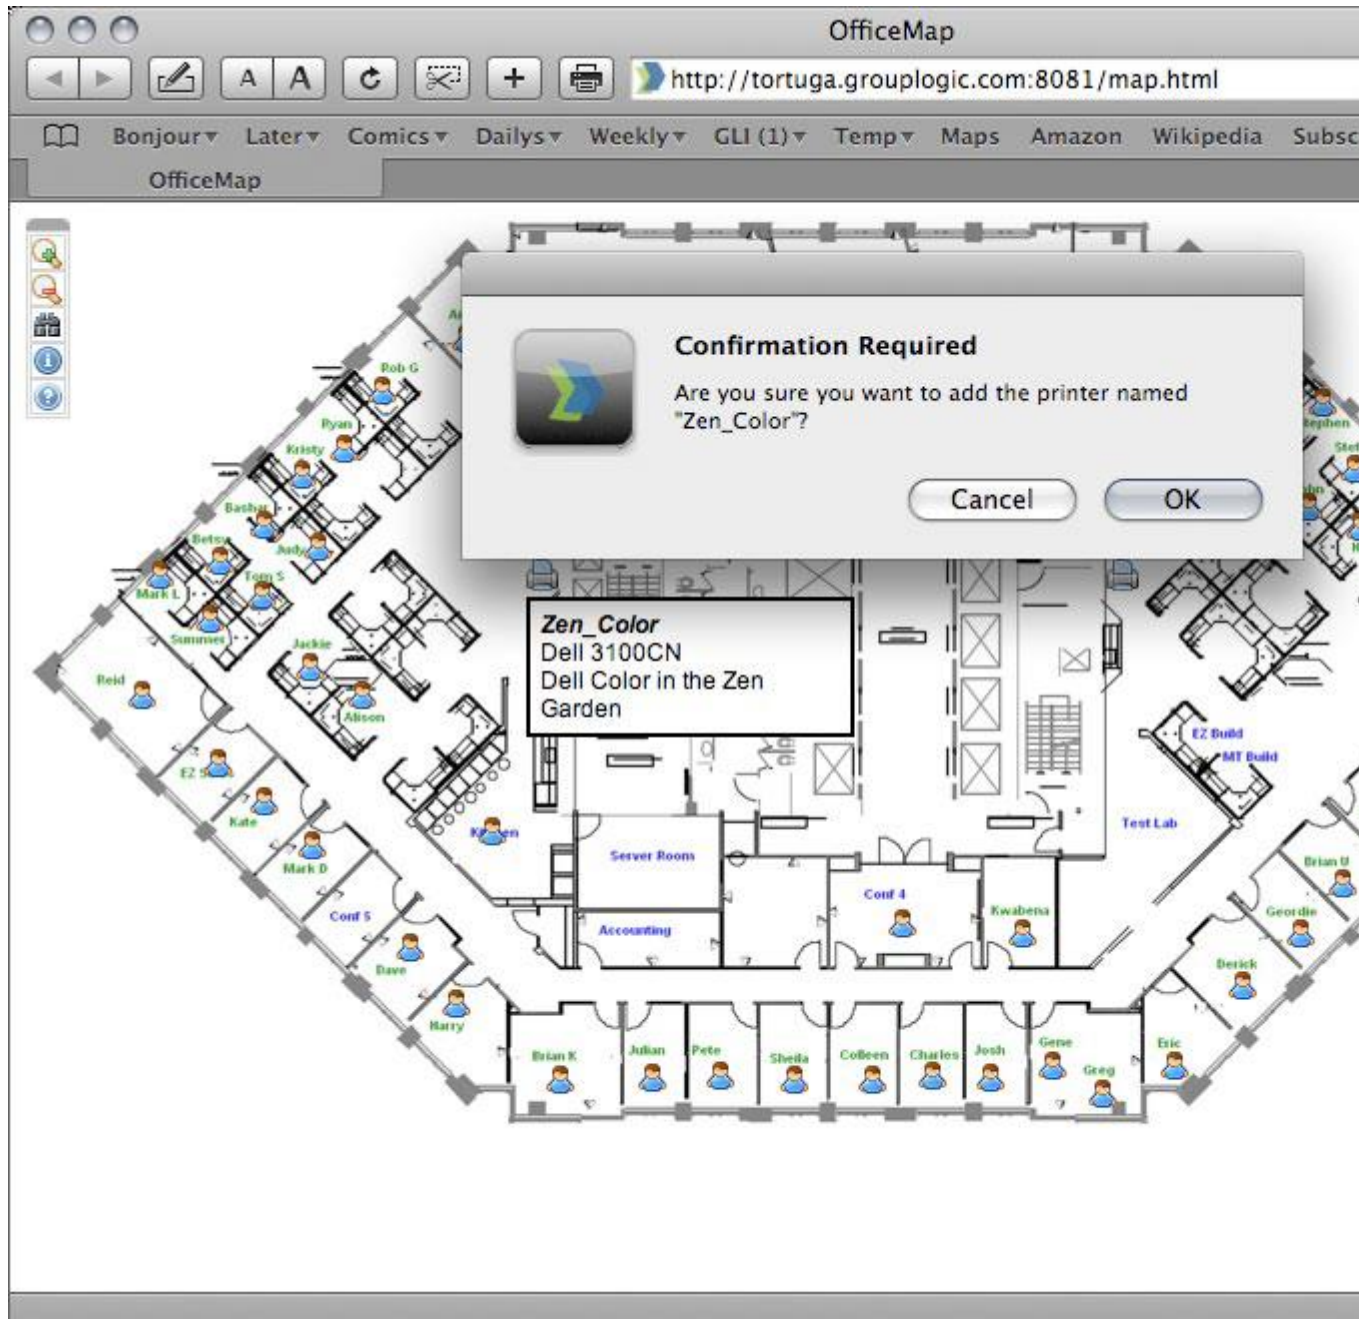 OfficeMap
A A
http://tortuga.grouplogic.com:8081/map.html
Bonjour Later Comics Dailys Weekly GLI (1) Temp Maps Amazon Wikipedia Subsc
OfficeMap
Confirmation Required
Are you sure you want to add the printer named
"Zen_Color"?
Cancel OK
Rob G
Ryan
Kristy
Bashar
Betsy
Judy
Tom S
Mark L
Summer
Jackie
Reid
Alison
Zen_Color
Dell 3100CN
Dell Color in the Zen
Garden
EZ Build
MT Build
Kate
Server Room
Test Lab
Mark D
Brian U
Conf 5
Conf 4
Kwabena
Geordie
Accounting
Dave
Derick
Harry
Brian K
Julian
Pete
Sheila
Colleen
Charles
Josh
Gene
Greg
Eric